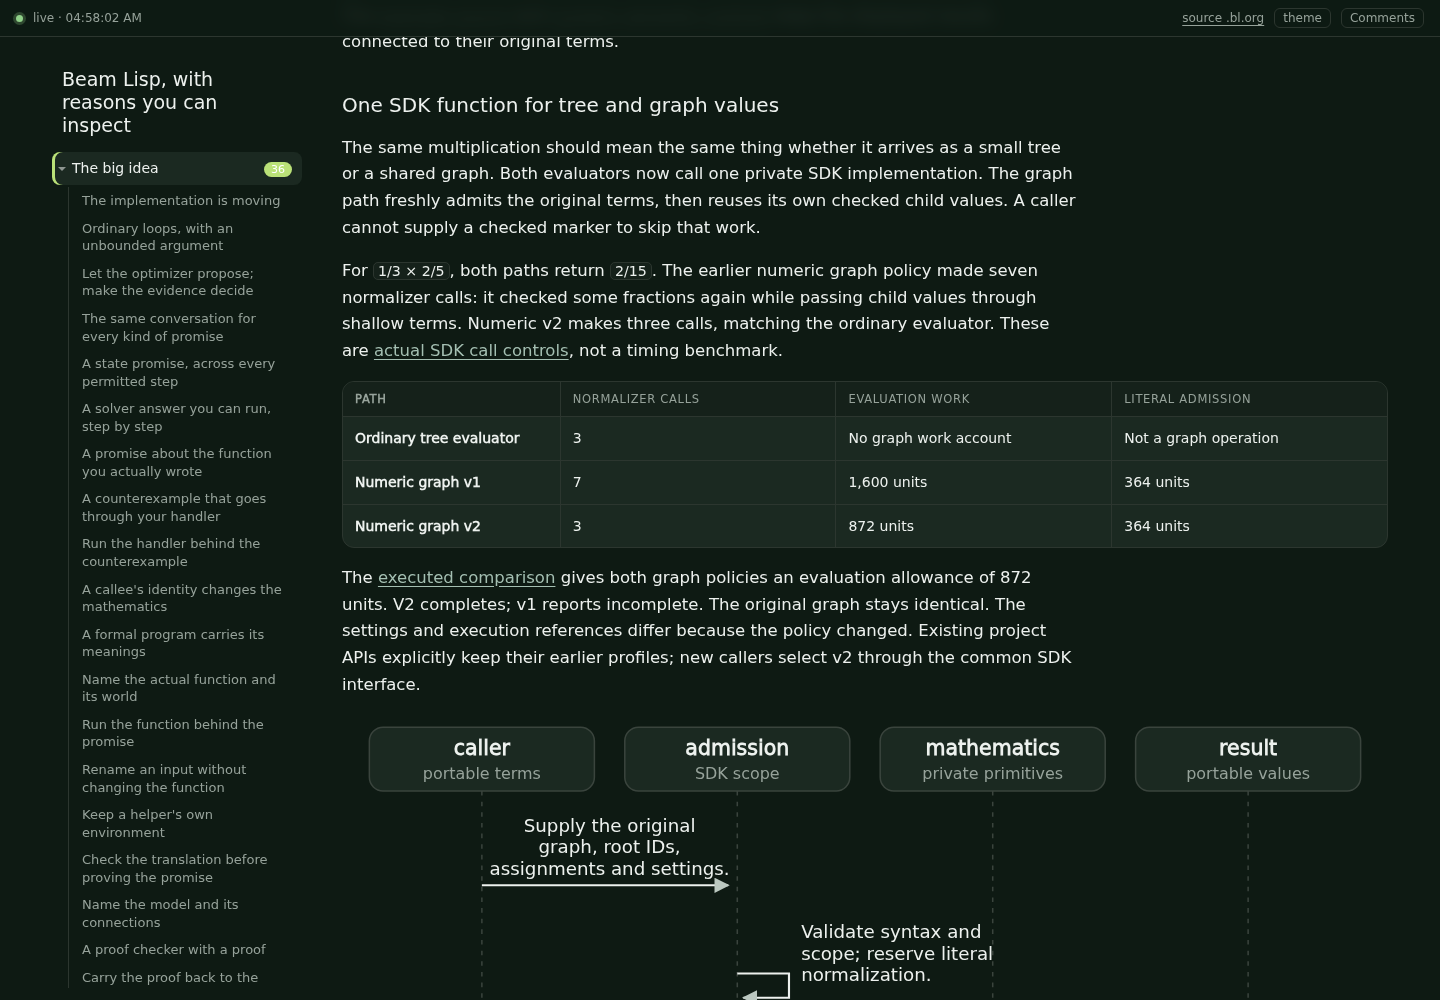 live · 04:58:02 AM
source .bl.org
theme
Comments
Beam Lisp, with
reasons you can
inspect
The big idea
36
The implementation is moving
Ordinary loops, with an
unbounded argument
Let the optimizer propose;
make the evidence decide
The same conversation for
every kind of promise
A state promise, across every
permitted step
A solver answer you can run,
step by step
A promise about the function
you actually wrote
A counterexample that goes
through your handler
Run the handler behind the
counterexample
A callee's identity changes the
mathematics
A formal program carries its
meanings
Name the actual function and
its world
Run the function behind the
promise
Rename an input without
changing the function
Keep a helper's own
environment
Check the translation before
proving the promise
Name the model and its
connections
A proof checker with a proof
Carry the proof back to the
connected to their original terms.
One SDK function for tree and graph values
The same multiplication should mean the same thing whether it arrives as a small tree
or a shared graph. Both evaluators now call one private SDK implementation. The graph
path freshly admits the original terms, then reuses its own checked child values. A caller
cannot supply a checked marker to skip that work.
For 1/3 × 2/5, both paths return 2/15. The earlier numeric graph policy made seven
normalizer calls: it checked some fractions again while passing child values through
shallow terms. Numeric v2 makes three calls, matching the ordinary evaluator. These
are actual SDK call controls, not a timing benchmark.
PATH NORMALIZER CALLS EVALUATION WORK LITERAL ADMISSION
Ordinary tree evaluator 3 No graph work account Not a graph operation
Numeric graph v1 7 1,600 units 364 units
Numeric graph v2 3 872 units 364 units
The executed comparison gives both graph policies an evaluation allowance of 872
units. V2 completes; v1 reports incomplete. The original graph stays identical. The
settings and execution references differ because the policy changed. Existing project
APIs explicitly keep their earlier profiles; new callers select v2 through the common SDK
interface.
caller admission mathematics result
portable terms SDK scope private primitives portable values
Supply the original
graph, root IDs,
assignments and settings.
Validate syntax and
scope; reserve literal
normalization.